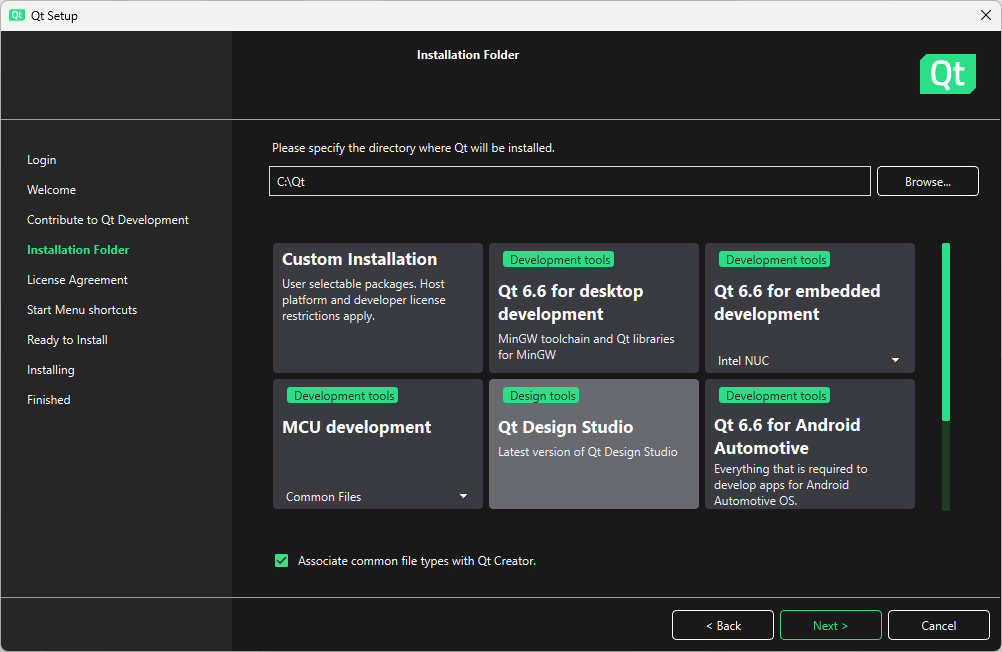 Qt Qt Setup
Installation Folder
Qt
Login
Welcome
Contribute to Qt Development
Installation Folder
License Agreement
Start Menu shortcuts
Ready to Install
Installing
Finished
Please specify the directory where Qt will be installed.
C:\Qt
Browse...
Custom Installation
User selectable packages. Host
platform and developer license
restrictions apply.
Development tools
Qt 6.6 for desktop
development
MinGW toolchain and Qt libraries
for MinGW
Development tools
Qt 6.6 for embedded
development
Intel NUC
Development tools
MCU development
Common Files
Design tools
Qt Design Studio
Latest version of Qt Design Studio
Development tools
Qt 6.6 for Android
Automotive
Everything that is required to
develop apps for Android
Automotive OS.
Associate common file types with Qt Creator.
< Back
Next >
Cancel